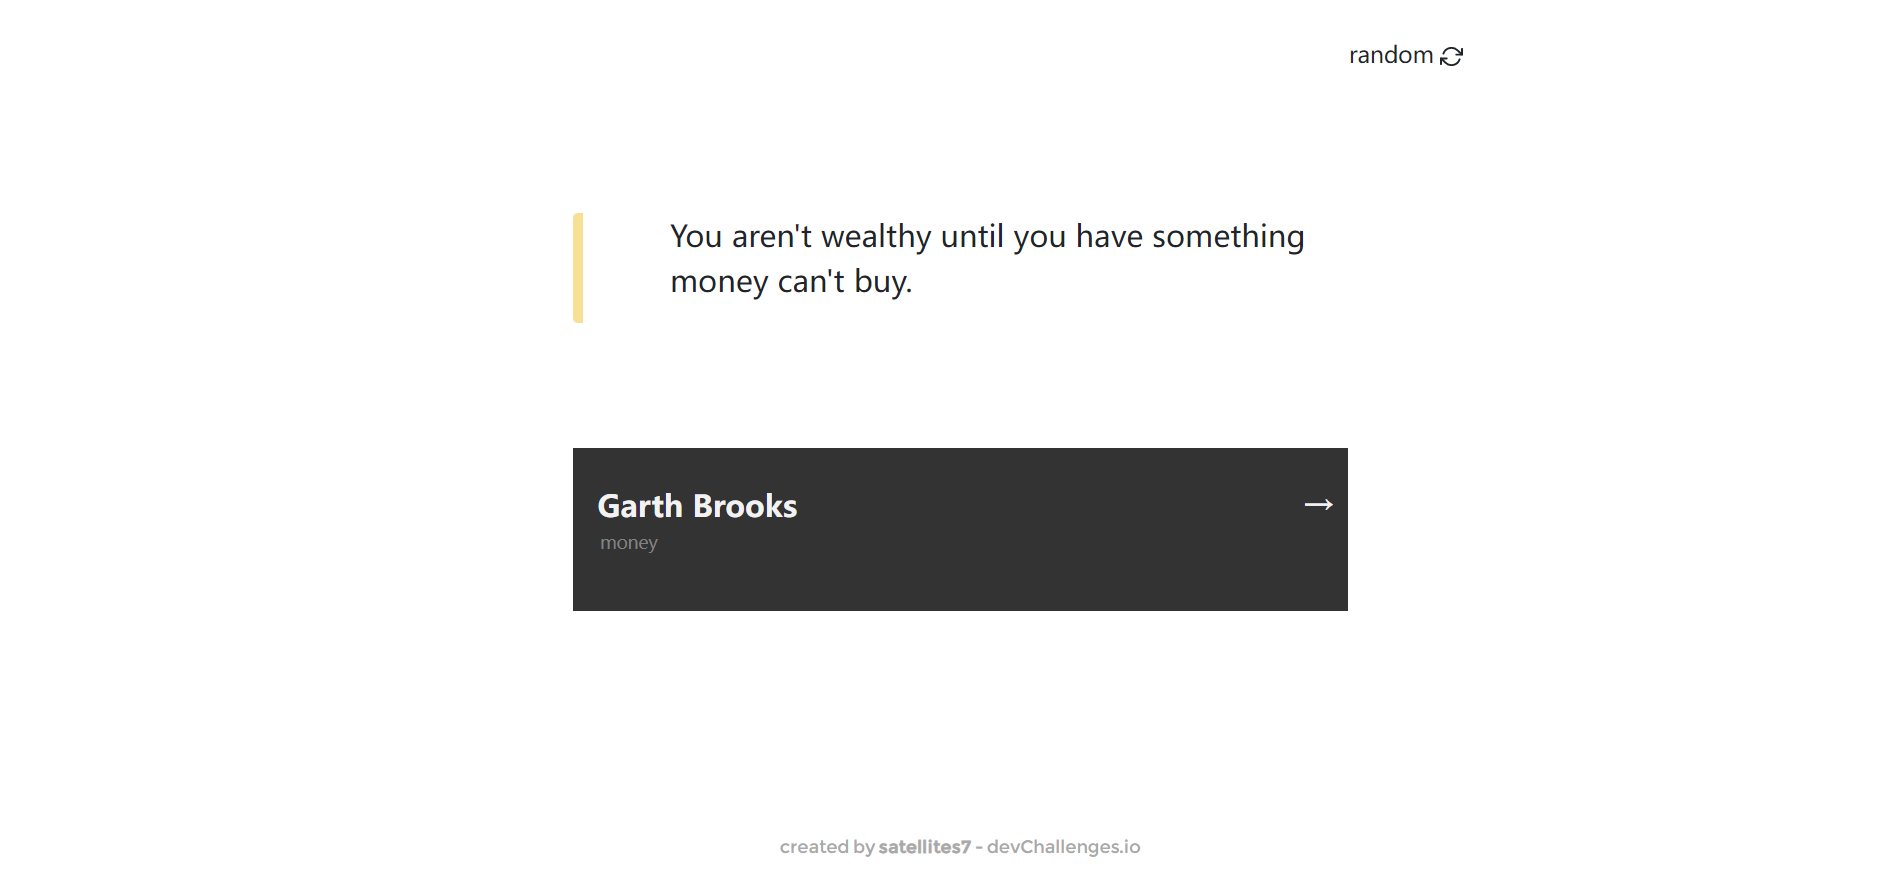 random
You aren't wealthy until you have something
money can't buy.
Garth Brooks
money
created by satellites7 - devChallenges.io